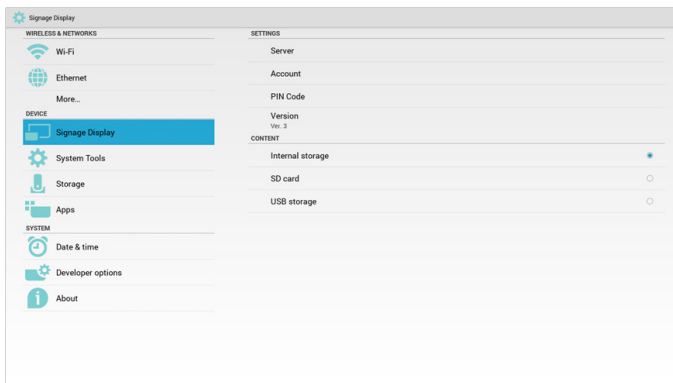 Signage Display
WIRELESS & NETWORKS
Wi-Fi
Ethernet
More...
DEVICE
Signage Display
System Tools
Storage
Apps
SYSTEM
Date & time
Developer options
About
SETTINGS
Server
Account
PIN Code
Version
Ver. 3
CONTENT
Internal storage
SD card
USB storage